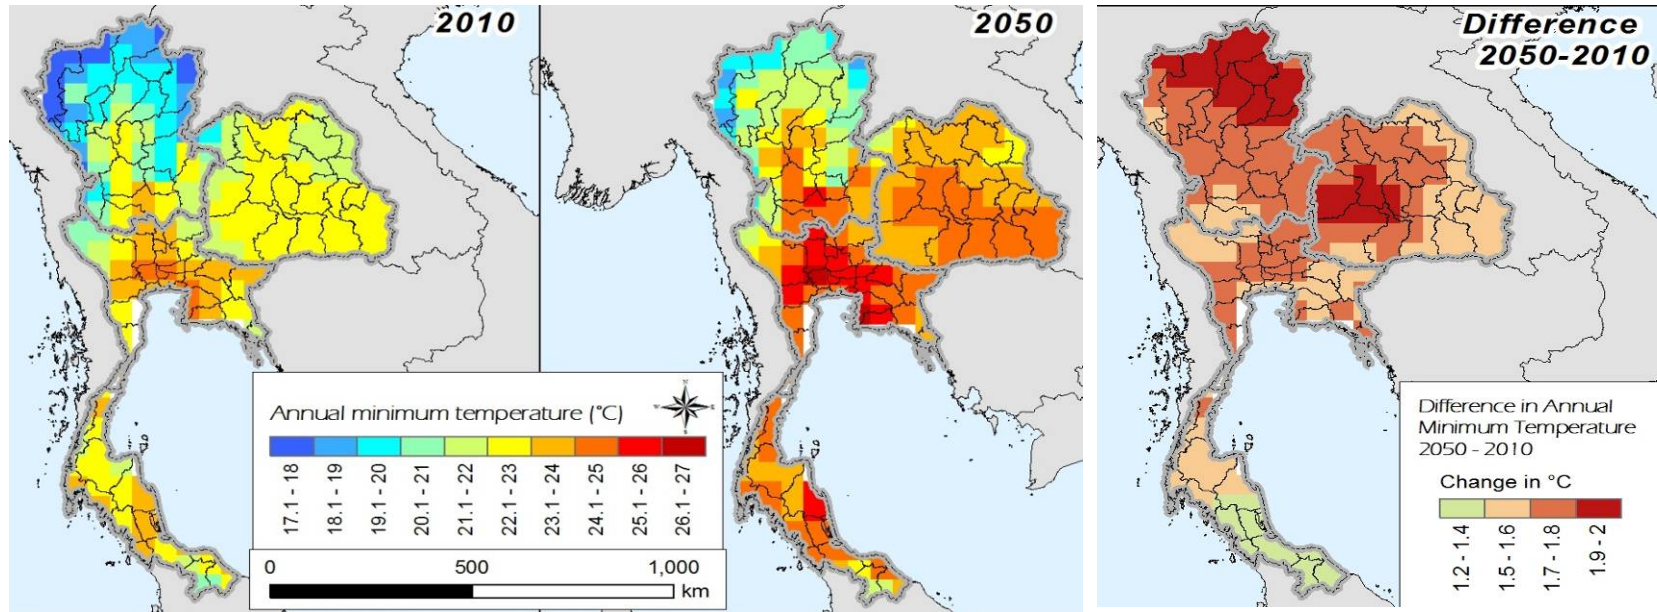 2010
2050
Difference
2050-2010
Annual minimum temperature (°C)
17.1 - 18
18.1 - 19
19.1 - 20
20.1 - 21
21.1 - 22
22.1 - 23
23.1 - 24
24.1 - 25
25.1 - 26
26.1 - 27
0 500 1,000
km
Difference in Annual
Minimum Temperature
2050 - 2010
Change in °C
1.2 - 1.4
1.5 - 1.6
1.7 - 1.8
1.9 - 2